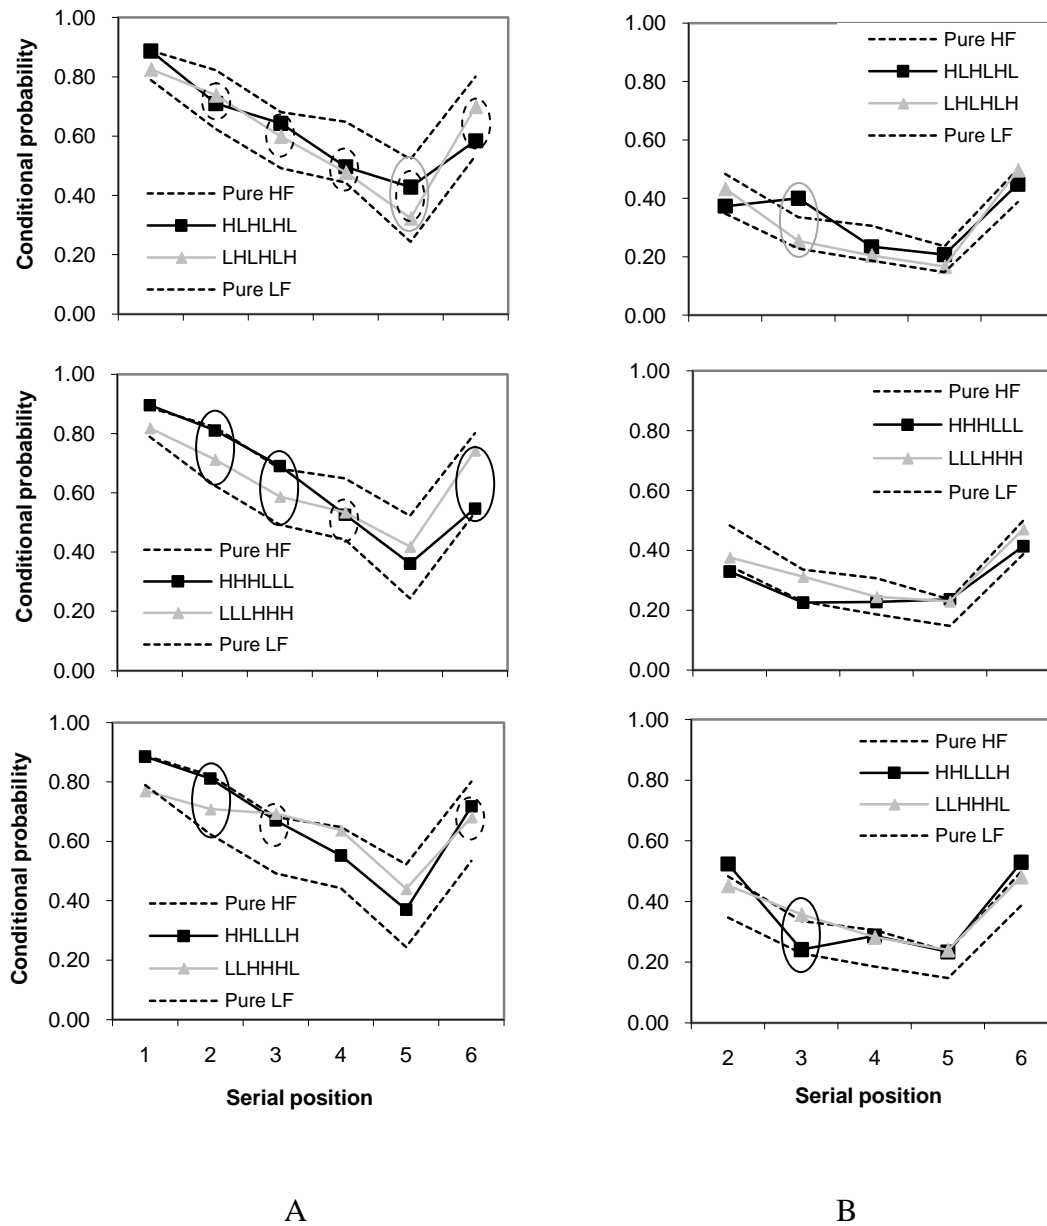 1.00
0.80
0.60
0.40
0.20
0.00
Conditional probability
Pure HF
HLHLHL
LHLHLH
Pure LF
1.00
0.80
0.60
0.40
0.20
0.00
Pure HF
HLHLHL
LHLHLH
Pure LF
1.00
0.80
0.60
0.40
0.20
0.00
Conditional probability
Pure HF
HHHLLL
LLLHHH
Pure LF
1.00
0.80
0.60
0.40
0.20
0.00
Pure HF
HHHLLL
LLLHHH
Pure LF
1.00
0.80
0.60
0.40
0.20
0.00
Conditional probability
Pure HF
HHLLLH
LLHHHL
Pure LF
1 2 3 4 5 6
Serial position
1.00
0.80
0.60
0.40
0.20
0.00
Pure HF
HHLLLH
LLHHHL
Pure LF
2 3 4 5 6
Serial position
A B